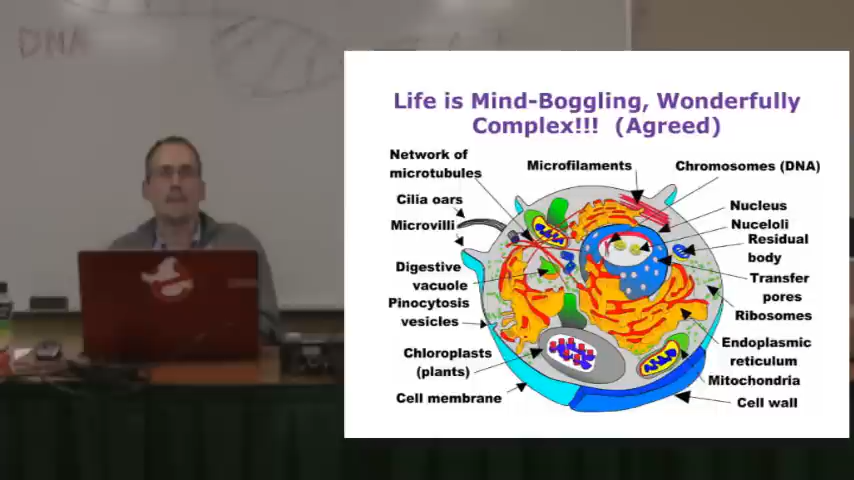 DNA
Life is Mind-Boggling, Wonderfully
Complex!!! (Agreed)
Network of
microtubules
Cilia oars
Microvilli
Digestive
vacuole
Pinocytosis
vesicles
Chloroplasts
(plants)
Cell membrane
Microfilaments
Chromosomes (DNA)
Nucleus
Nuceloli
Residual
body
Transfer
pores
Ribosomes
Endoplasmic
reticulum
Mitochondria
Cell wall